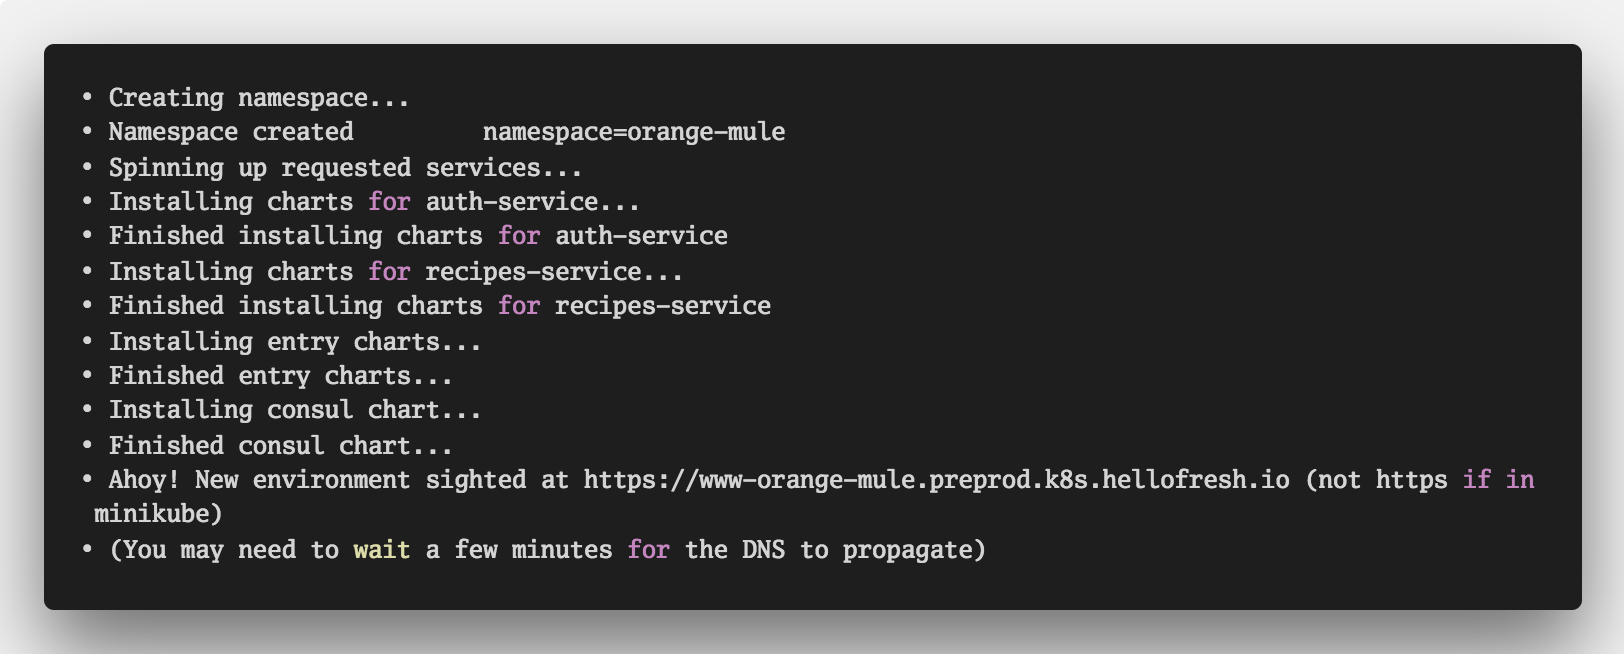 • Creating namespace...
• Namespace created         namespace=orange-mule
• Spinning up requested services...
• Installing charts for auth-service...
• Finished installing charts for auth-service
• Installing charts for recipes-service...
• Finished installing charts for recipes-service
• Installing entry charts...
• Finished entry charts...
• Installing consul chart...
• Finished consul chart...
• Ahoy! New environment sighted at https://www-orange-mule.preprod.k8s.hellofresh.io (not https if in
minikube)
• (You may need to wait a few minutes for the DNS to propagate)